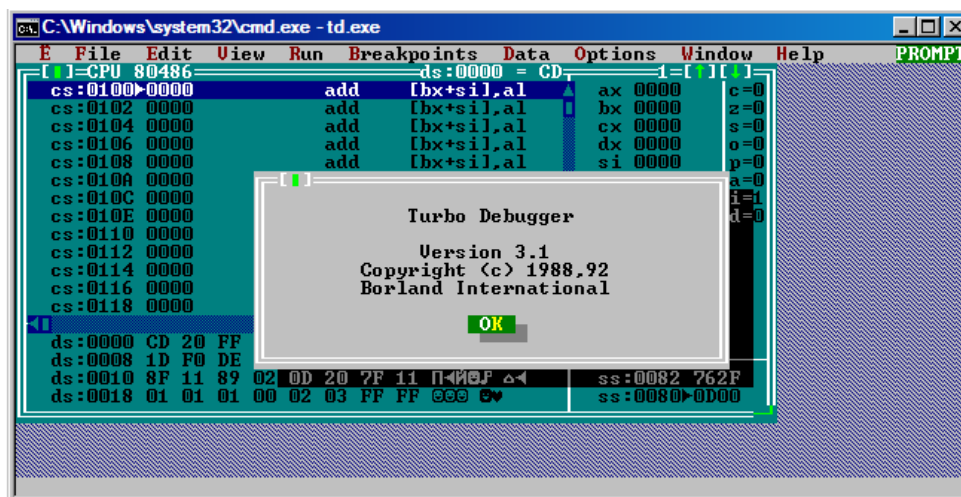 C:\Windows\system32\cmd.exe - td.exe
E File Edit View Run Breakpoints Data Options Window Help PROMPT
[▮]=CPU 80486 ds:0000 = CD 1=[↑][↓]
cs:0100►0000 add [bx+si],al ax 0000 c=0
cs:0102 0000 add [bx+si],al bx 0000 z=0
cs:0104 0000 add [bx+si],al cx 0000 s=0
cs:0106 0000 add [bx+si],al dx 0000 o=0
cs:0108 0000 add [bx+si],al si 0000 p=0
cs:010A 0000 a=0
cs:010C 0000 i=1
cs:010E 0000 d=0
cs:0110 0000
cs:0112 0000
cs:0114 0000
cs:0116 0000
cs:0118 0000
Turbo Debugger
Version 3.1
Copyright (c) 1988,92
Borland International
OK
ds:0000 CD 20 FF
ds:0008 1D F0 DE
ds:0010 8F 11 89 02 0D 20 7F 11 ss:0082 762F
ds:0018 01 01 01 00 02 03 FF FF ☺☺☺ ☻♥ ss:0080►0D00